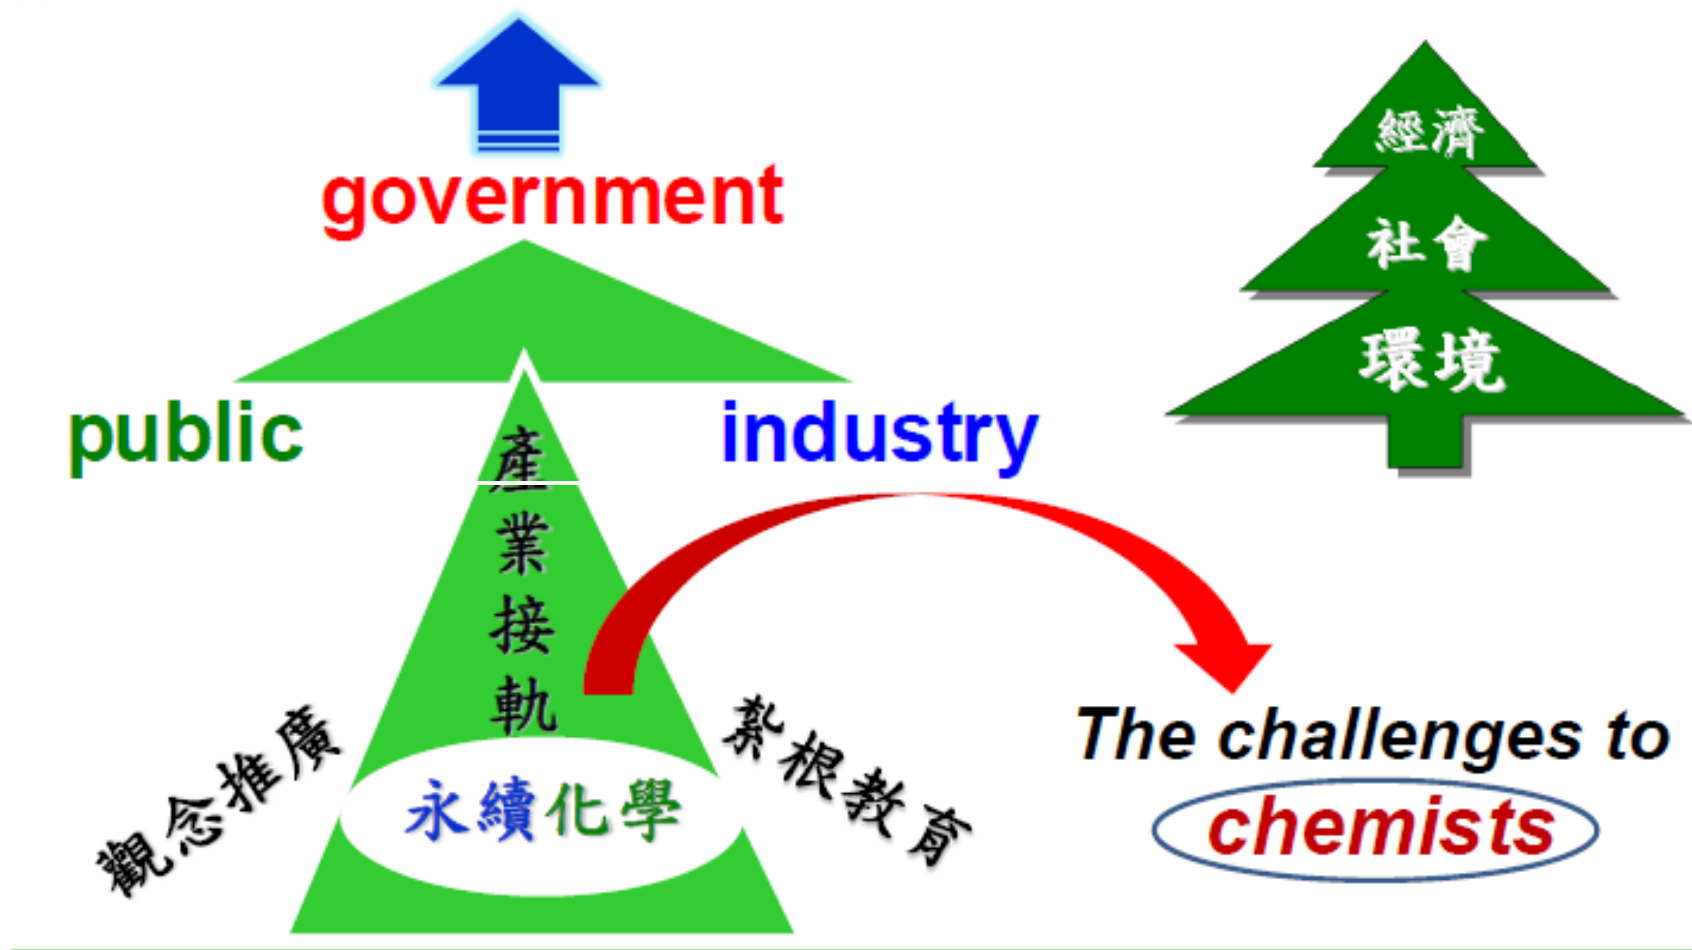 government
public
industry
產業接軌
觀念推廣
紮根教育
永續化學
經濟
社會
環境
The challenges to
chemists